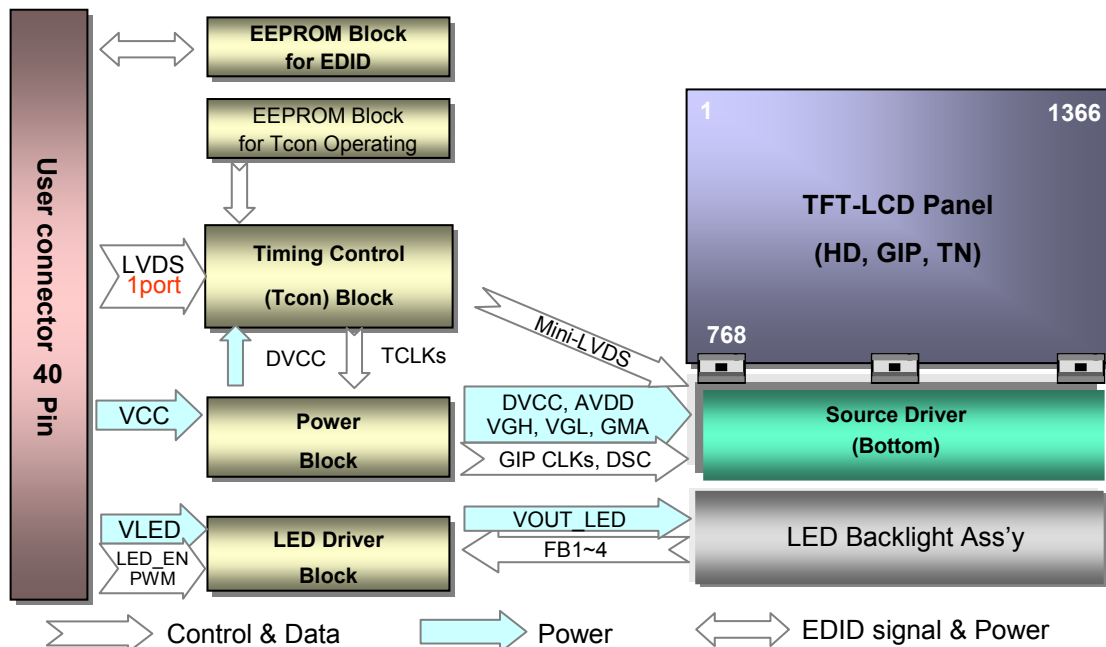 EEPROM Block
for EDID
EEPROM Block
for Tcon Operating
User connector 40 Pin
LVDS
1port
Timing Control
(Tcon) Block
DVCC
TCLKs
Mini-LVDS
1
1366
TFT-LCD Panel
(HD, GIP, TN)
768
VCC
Power
Block
DVCC, AVDD
VGH, VGL, GMA
GIP CLKs, DSC
Source Driver
(Bottom)
VLED
LED_EN
PWM
LED Driver
Block
VOUT_LED
FB1~4
LED Backlight Ass'y
Control & Data
Power
EDID signal & Power